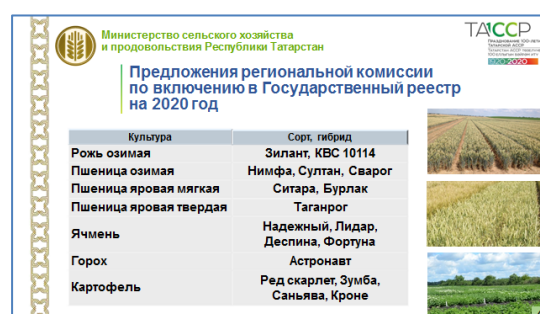 Министерство сельского хозяйства
и продовольствия Республики Татарстан
ТАССР
1920 2020
Предложения региональной комиссии
по включению в Государственный реестр
на 2020 год
Культура Сорт, гибрид
Рожь озимая Зилант, КВС 10114
Пшеница озимая Нимфа, Султан, Сварог
Пшеница яровая мягкая Ситара, Бурлак
Пшеница яровая твердая Таганрог
Ячмень Надежный, Лидар,
Деспина, Фортуна
Горох Астронавт
Картофель Ред скарлет, Зумба,
Саньява, Кроне